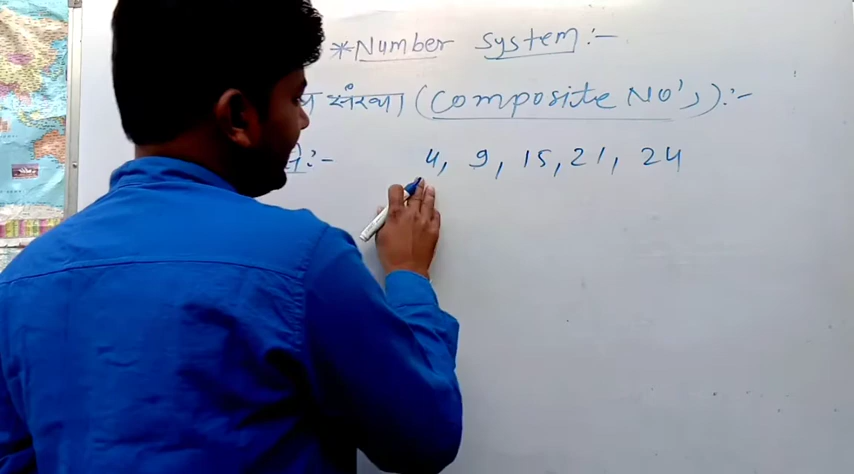 *Number System:-
संख्या (Composite No's):-
:- 4, 9, 15, 21, 24